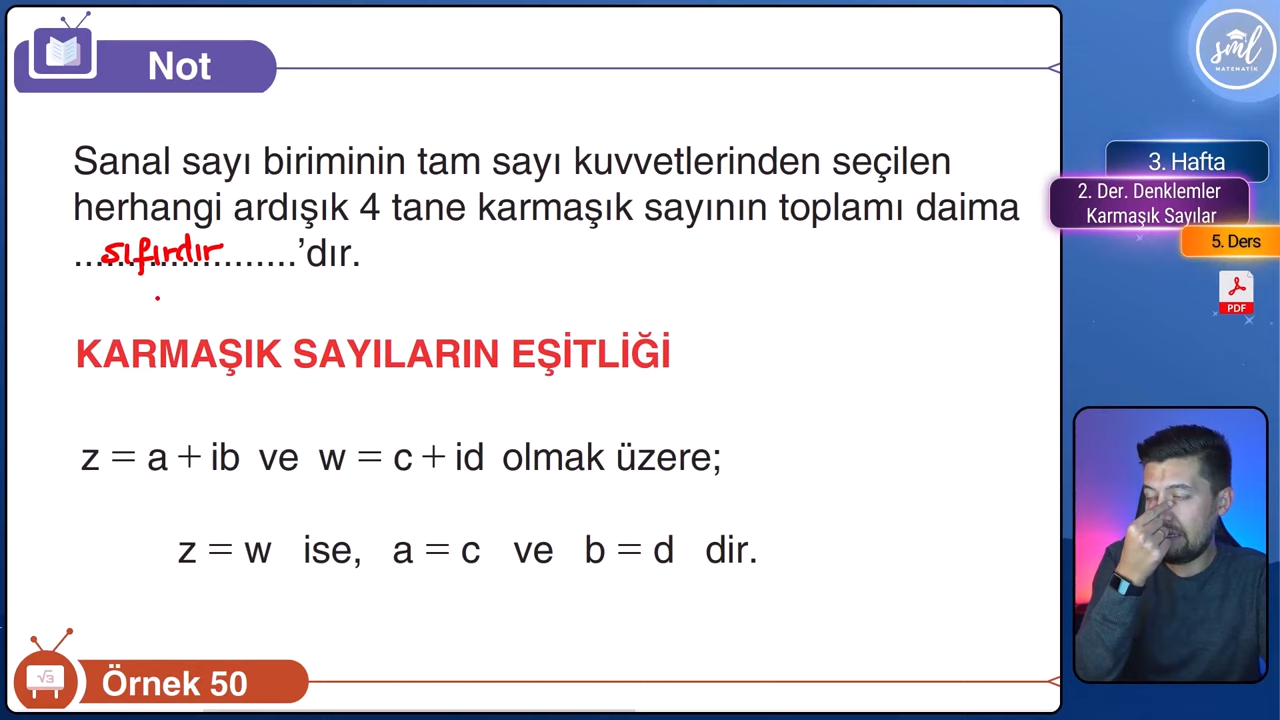 Not
Sanal sayı biriminin tam sayı kuvvetlerinden seçilen
herhangi ardışık 4 tane karmaşık sayının toplamı daima
.....sıfırdır................'dır.
KARMAŞIK SAYILARIN EŞİTLİĞİ
z = a + ib ve w = c + id olmak üzere;
z = w ise, a = c ve b = d dir.
√3
Örnek 50
sml
MATEMATİK
3. Hafta
2. Der. Denklemler
Karmaşık Sayılar
5. Ders
PDF